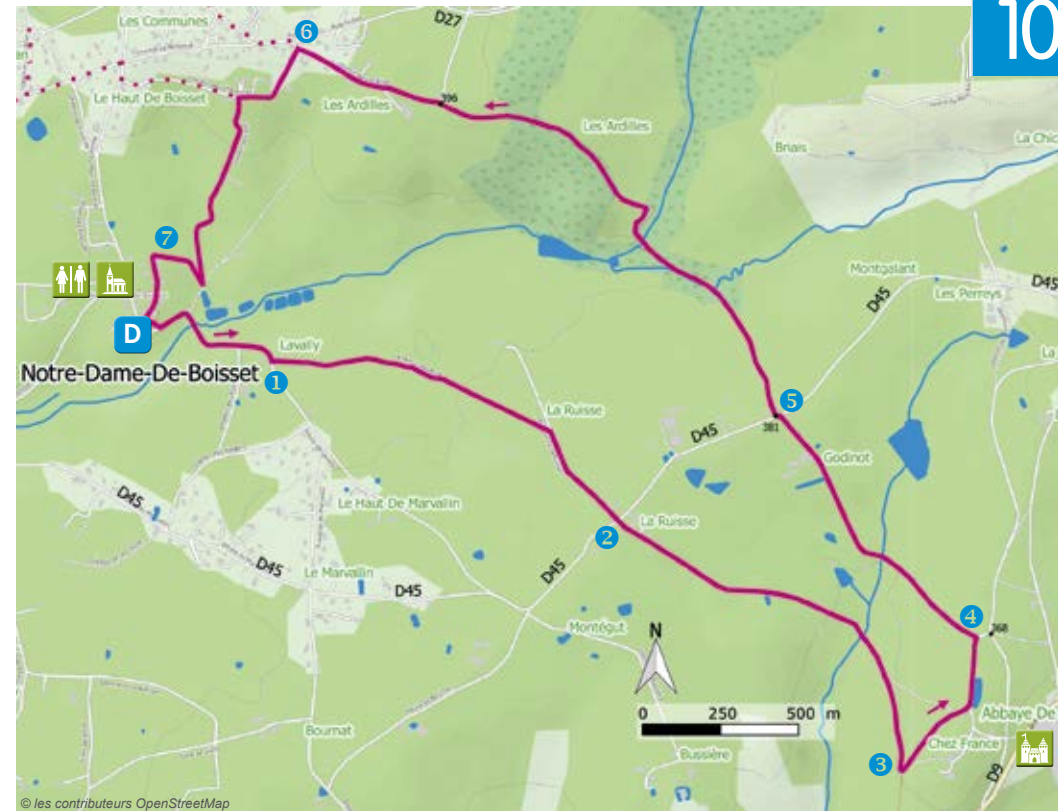 10
Les Communes
D27
6
Le Haut De Boisset
Les Ardilles
396
Les Ardilles
Briais
La Chic
7
Montgalant
D45
Les Perreys
D45
La
D
Notre-Dame-De-Boisset
Lavally
1
La Ruisse
5
381
D45
Godinot
Le Haut De Marvallin
D45
La Ruisse
2
D45
Le Marvallin
D45
D45
Montégut
N
4
368
0 250 500 m
Abbaye De
Bournat
Bussière
3
Chez France
D9
© les contributeurs OpenStreetMap